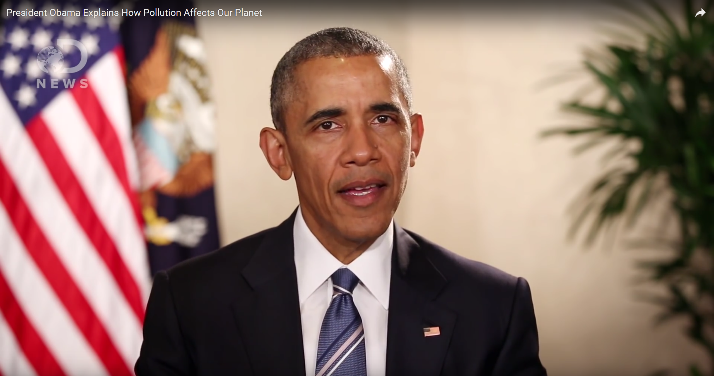 President Obama Explains How Pollution Affects Our Planet
D
NEWS